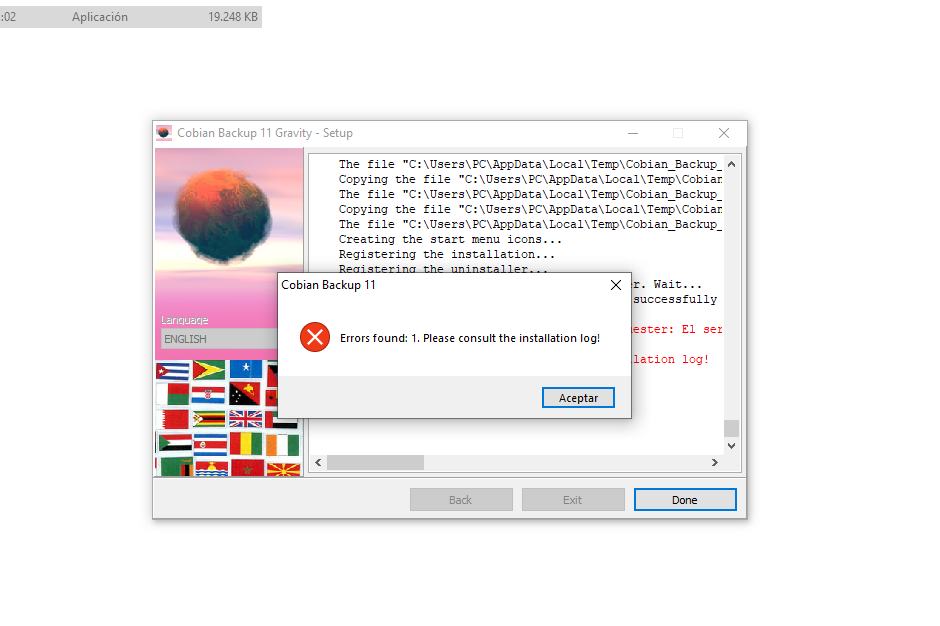 :02 Aplicación 19.248 KB
Cobian Backup 11 Gravity - Setup
The file "C:\Users\PC\AppData\Local\Temp\Cobian_Backup_
Copying the file "C:\Users\PC\AppData\Local\Temp\Cobian
The file "C:\Users\PC\AppData\Local\Temp\Cobian_Backup_
Copying the file "C:\Users\PC\AppData\Local\Temp\Cobian
The file "C:\Users\PC\AppData\Local\Temp\Cobian_Backup_
Creating the start menu icons...
Registering the installation...
Registering the uninstaller...
r. Wait...
successfully
ester: El ser
lation log!
Language
ENGLISH
Cobian Backup 11
Errors found: 1. Please consult the installation log!
Aceptar
Back Exit Done